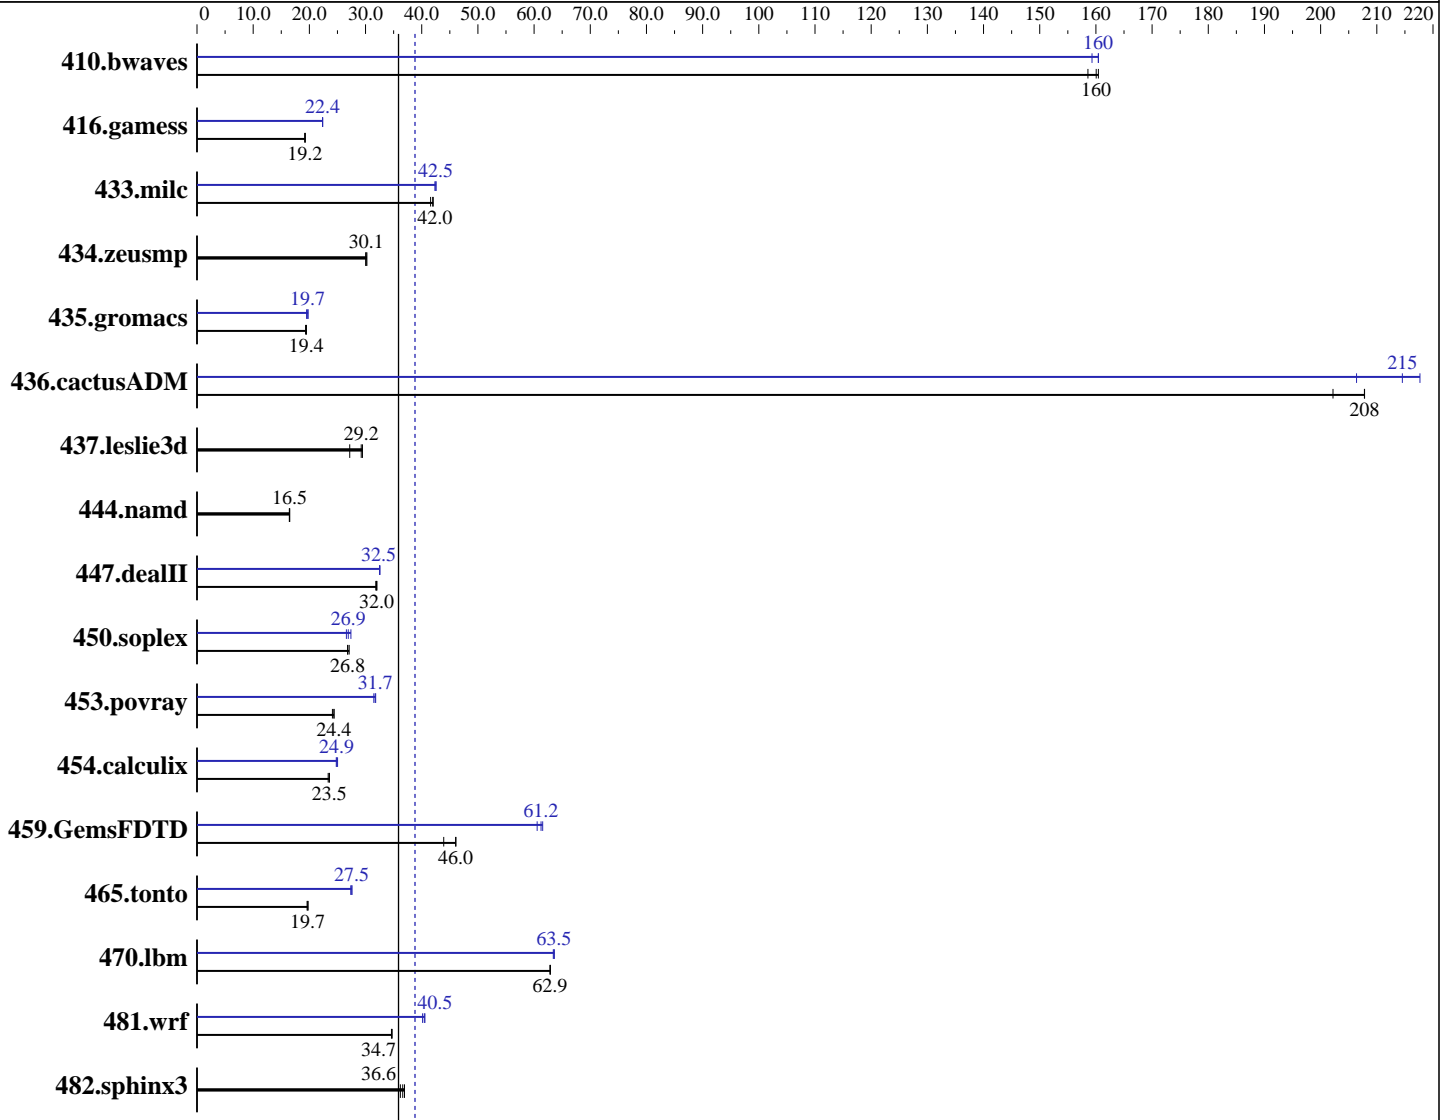 0 10.0 20.0 30.0 40.0 50.0 60.0 70.0 80.0 90.0 100 110 120 130 140 150 160 170 180 190 200 210 220
410.bwaves 160
160
416.gamess 22.4
19.2
433.milc 42.5
42.0
434.zeusmp 30.1
435.gromacs 19.7
19.4
436.cactusADM 215
208
437.leslie3d 29.2
444.namd 16.5
447.dealII 32.5
32.0
450.soplex 26.9
26.8
453.povray 31.7
24.4
454.calculix 24.9
23.5
459.GemsFDTD 61.2
46.0
465.tonto 27.5
19.7
470.lbm 63.5
62.9
481.wrf 40.5
34.7
482.sphinx3 36.6